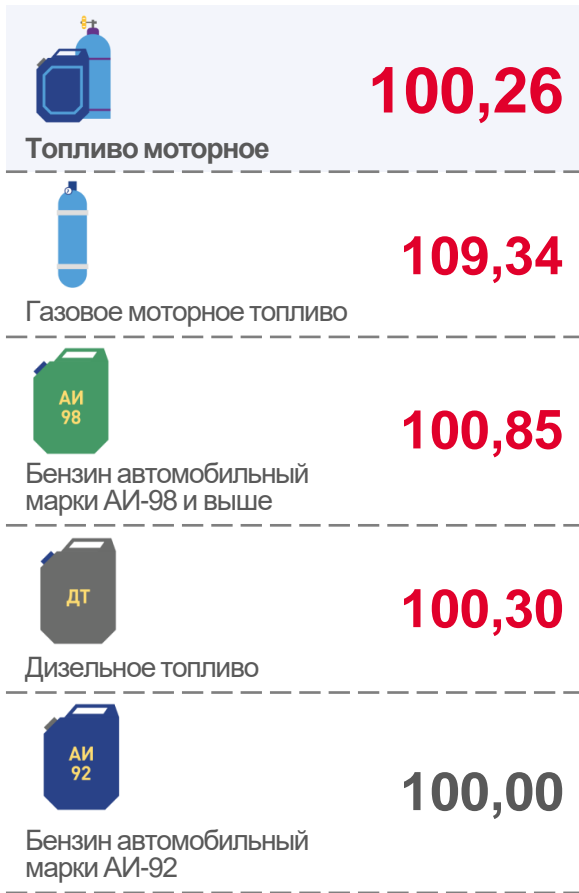 100,26
Топливо моторное
109,34
Газовое моторное топливо
АИ
98
100,85
Бензин автомобильный
марки АИ-98 и выше
ДТ
100,30
Дизельное топливо
АИ
92
100,00
Бензин автомобильный
марки АИ-92